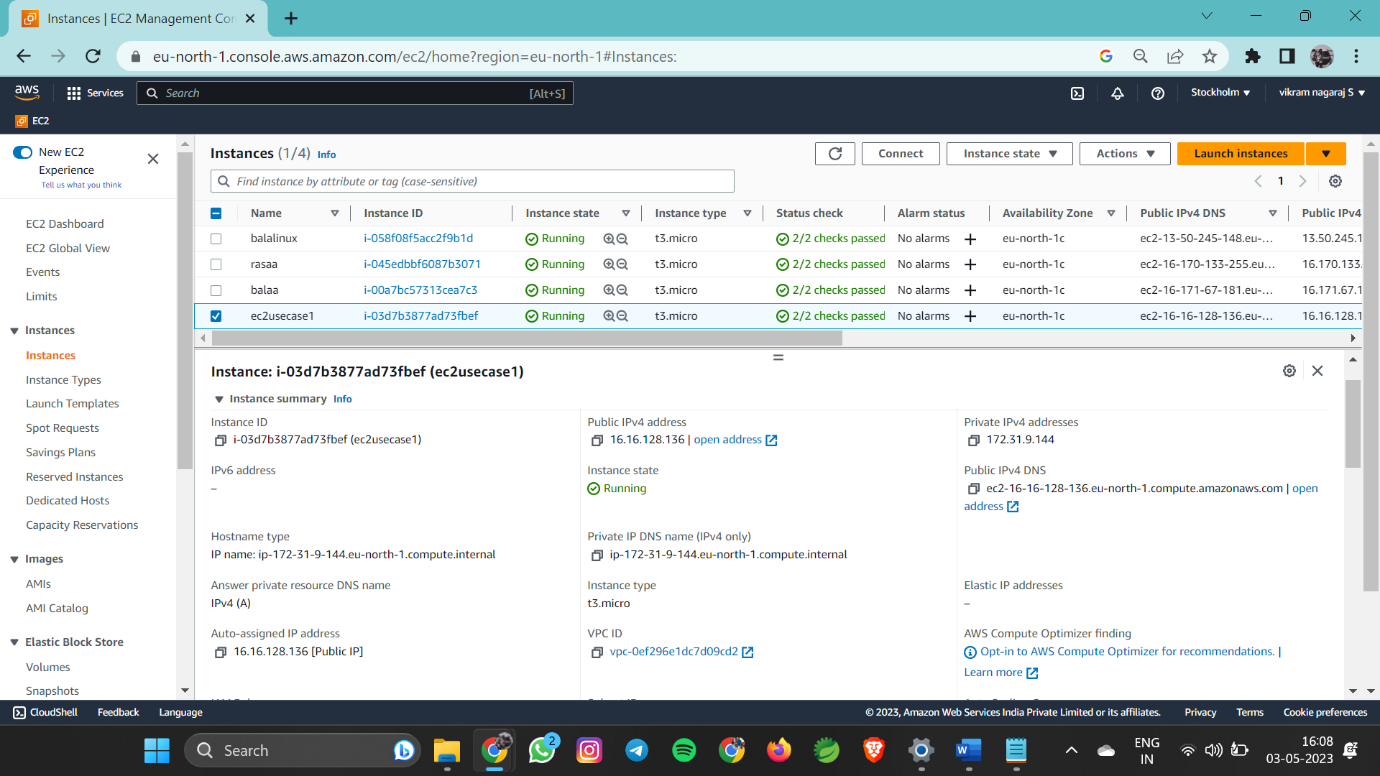 Instances | EC2 Management Con
eu-north-1.console.aws.amazon.com/ec2/home?region=eu-north-1#Instances:
aws
Services
Search
[Alt+S]
Stockholm
vikram nagaraj S
EC2
New EC2
Experience
Tell us what you think
EC2 Dashboard
EC2 Global View
Events
Limits
Instances
Instances
Instance Types
Launch Templates
Spot Requests
Savings Plans
Reserved Instances
Dedicated Hosts
Capacity Reservations
Images
AMIs
AMI Catalog
Elastic Block Store
Volumes
Snapshots
Instances (1/4) Info
Connect
Instance state
Actions
Launch instances
Find instance by attribute or tag (case-sensitive)
1
Name Instance ID Instance state Instance type Status check Alarm status Availability Zone Public IPv4 DNS Public IPv4
balalinux i-058f08f5acc2f9b1d Running t3.micro 2/2 checks passed No alarms + eu-north-1c ec2-13-50-245-148.eu-... 13.50.245.1
rasaa i-045edbbf6087b3071 Running t3.micro 2/2 checks passed No alarms + eu-north-1c ec2-16-170-133-255.eu... 16.170.133.
balaa i-00a7bc57313cea7c3 Running t3.micro 2/2 checks passed No alarms + eu-north-1c ec2-16-171-67-181.eu-... 16.171.67.1
ec2usecase1 i-03d7b3877ad73fbef Running t3.micro 2/2 checks passed No alarms + eu-north-1c ec2-16-16-128-136.eu-... 16.16.128.1
Instance: i-03d7b3877ad73fbef (ec2usecase1)
Instance summary Info
Instance ID
i-03d7b3877ad73fbef (ec2usecase1)
Public IPv4 address
16.16.128.136 | open address
Private IPv4 addresses
172.31.9.144
IPv6 address
–
Instance state
Running
Public IPv4 DNS
ec2-16-16-128-136.eu-north-1.compute.amazonaws.com | open
address
Hostname type
IP name: ip-172-31-9-144.eu-north-1.compute.internal
Private IP DNS name (IPv4 only)
ip-172-31-9-144.eu-north-1.compute.internal
Answer private resource DNS name
IPv4 (A)
Instance type
t3.micro
Elastic IP addresses
–
Auto-assigned IP address
16.16.128.136 [Public IP]
VPC ID
vpc-0ef296e1dc7d09cd2
AWS Compute Optimizer finding
Opt-in to AWS Compute Optimizer for recommendations. |
Learn more
CloudShell
Feedback
Language
© 2023, Amazon Web Services India Private Limited or its affiliates.
Privacy
Terms
Cookie preferences
Search
2
ENG
IN
16:08
03-05-2023